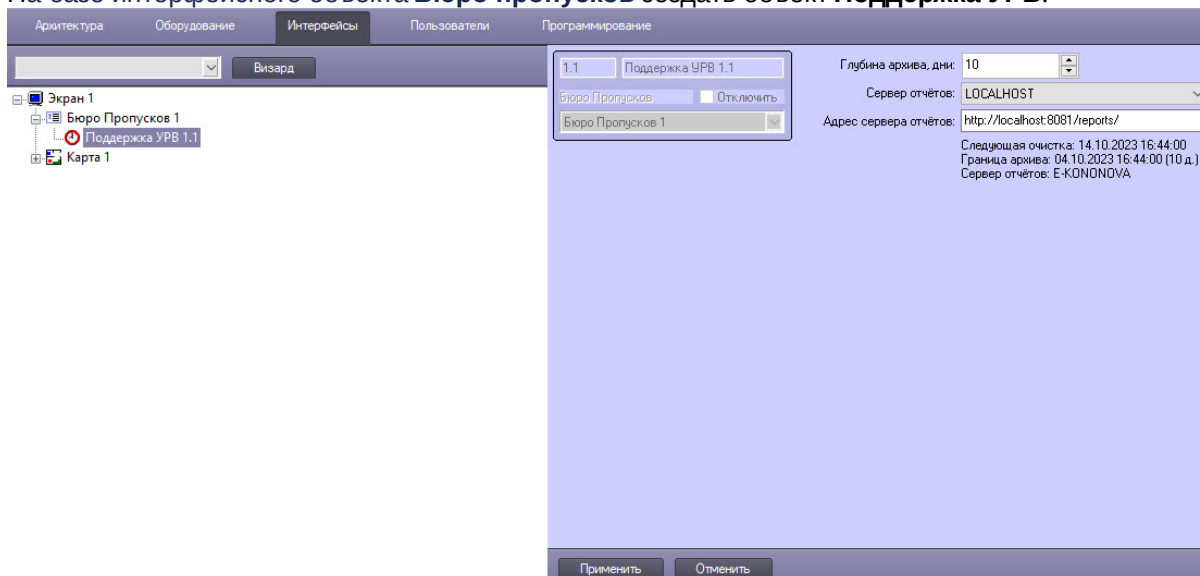 На базе интерфейсного объекта Бюро пропусков создать объект Поддержка УРВ.
Архитектура Оборудование Интерфейсы Пользователи Программирование
Визард
Экран 1
Бюро Пропусков 1
Поддержка УРВ 1.1
Карта 1
1.1 Поддержка УРВ 1.1
Бюро Пропусков Отключить
Бюро Пропусков 1
Глубина архива, дни: 10
Сервер отчётов: LOCALHOST
Адрес сервера отчётов: http://localhost:8081/reports/
Следующая очистка: 14.10.2023 16:44:00
Граница архива: 04.10.2023 16:44:00 (10 д.)
Сервер отчётов: E-KONONOVA
Применить Отменить